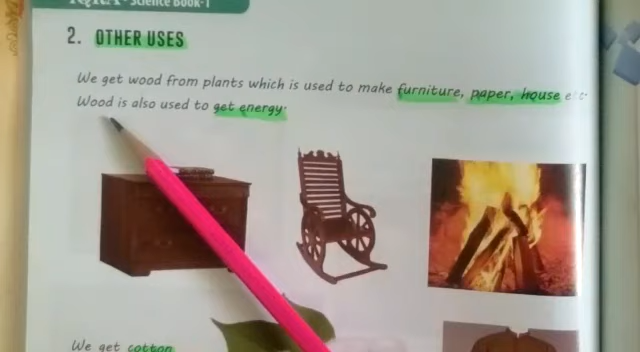 Science Book-1
2. OTHER USES
We get wood from plants which is used to make furniture, paper, house etc.
Wood is also used to get energy.
We get cotton